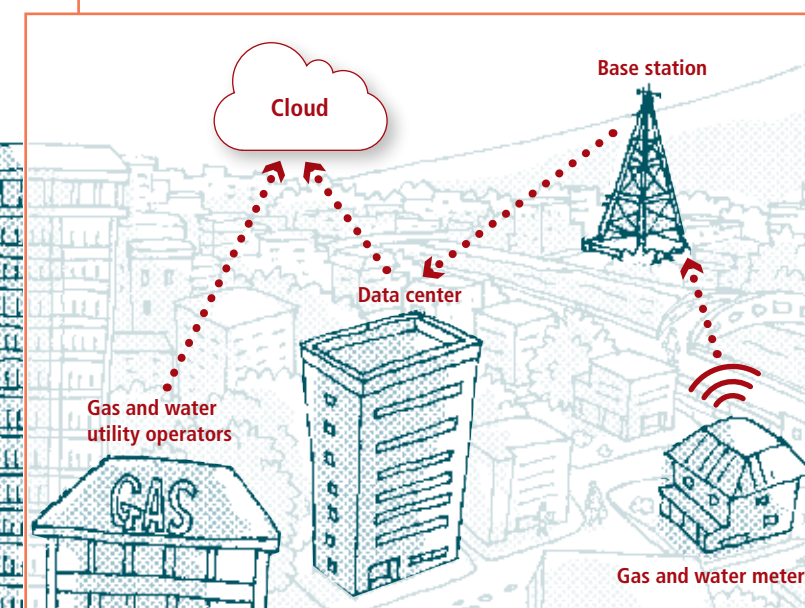 Base station
Cloud
Data center
Gas and water
utility operators
GAS
Gas and water meter